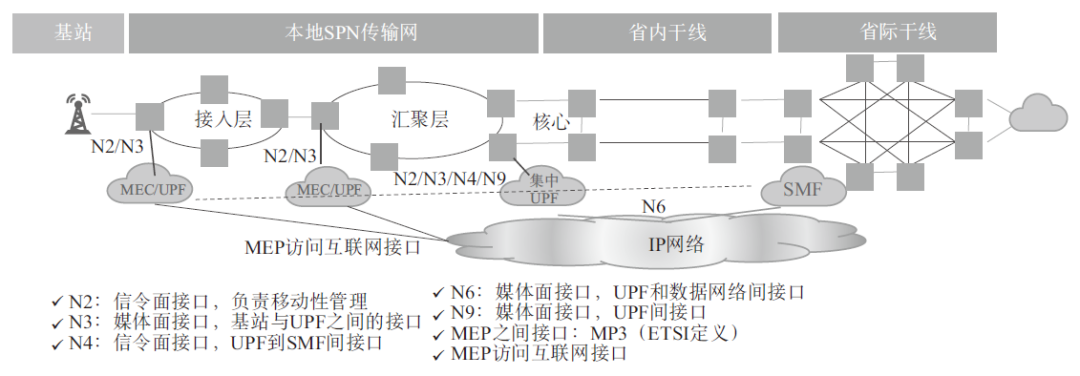 基站
本地SPN传输网
省内干线
省际干线
接入层
汇聚层
核心
N2/N3
N2/N3
N2/N3/N4/N9
MEC/UPF
MEC/UPF
集中
UPF
SMF
N6
MEP访问互联网接口
IP网络
✓ N2：信令面接口，负责移动性管理
✓ N3：媒体面接口，基站与UPF之间的接口
✓ N4：信令面接口，UPF到SMF间接口
✓ N6：媒体面接口，UPF和数据网络间接口
✓ N9：媒体面接口，UPF间接口
✓ MEP之间接口：MP3（ETSI定义）
✓ MEP访问互联网接口